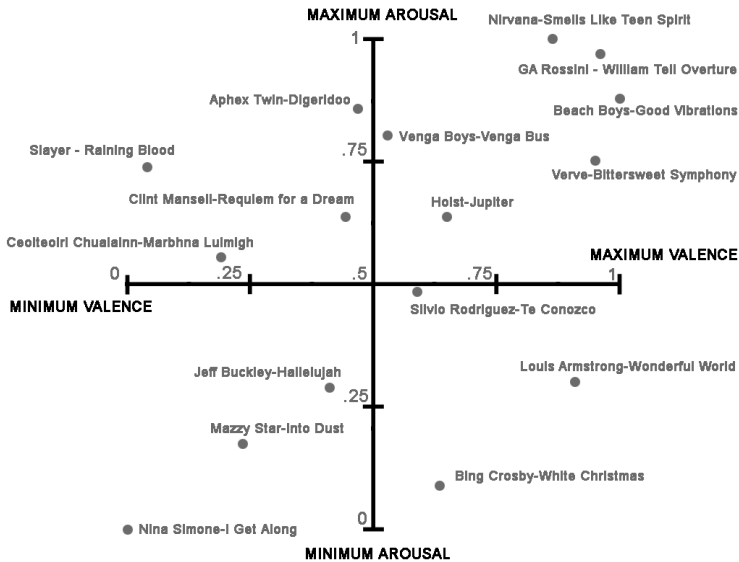 MAXIMUM AROUSAL
Nirvana-Smells Like Teen Spirit
1
GA Rossini - William Tell Overture
Aphex Twin-Digeridoo
Beach Boys-Good Vibrations
Venga Boys-Venga Bus
Slayer - Raining Blood
.75
Verve-Bittersweet Symphony
Clint Mansell-Requiem for a Dream
Holst-Jupiter
Ceolteoiri Chualainn-Marbhna Luimigh
MAXIMUM VALENCE
0
.25
.5
.75
1
MINIMUM VALENCE
Silvio Rodriguez-Te Conozco
Jeff Buckley-Hallelujah
Louis Armstrong-Wonderful World
.25
Mazzy Star-Into Dust
Bing Crosby-White Christmas
0
Nina Simone-I Get Along
MINIMUM AROUSAL